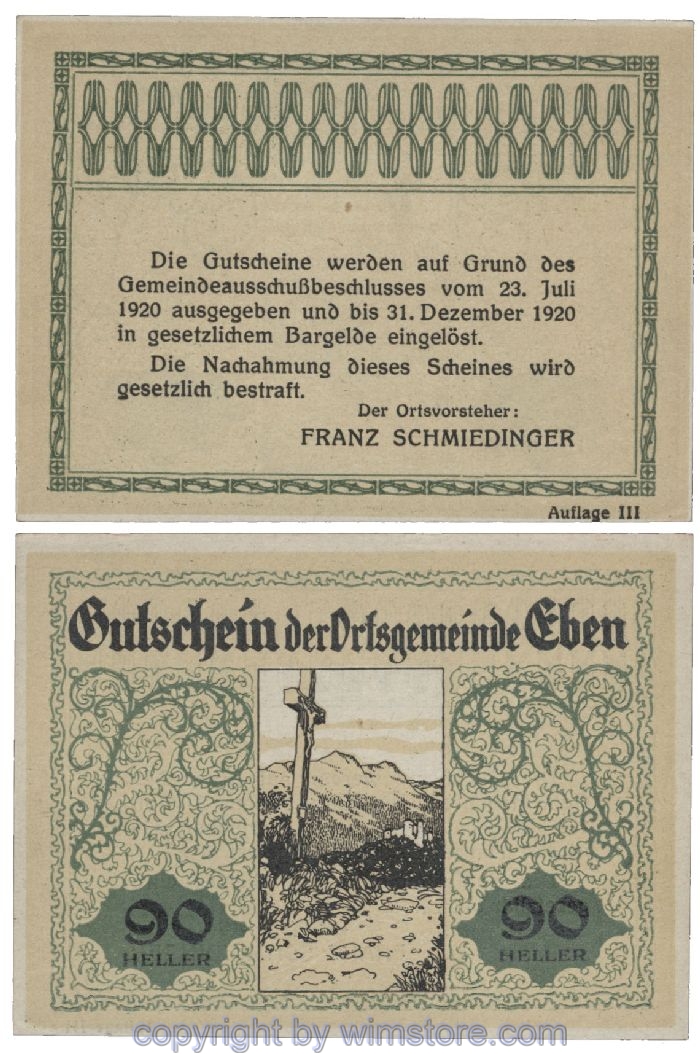 Die Gutscheine werden auf Grund des
Gemeindeausschußbeschlusses vom 23. Juli
1920 ausgegeben und bis 31. Dezember 1920
in gesetzlichem Bargelde eingelöst.
Die Nachahmung dieses Scheines wird
gesetzlich bestraft.
Der Ortsvorsteher:
FRANZ SCHMIEDINGER
Auflage III
Gutschein der Ortsgemeinde Eben
90 90
HELLER HELLER
copyright by wimstore.com